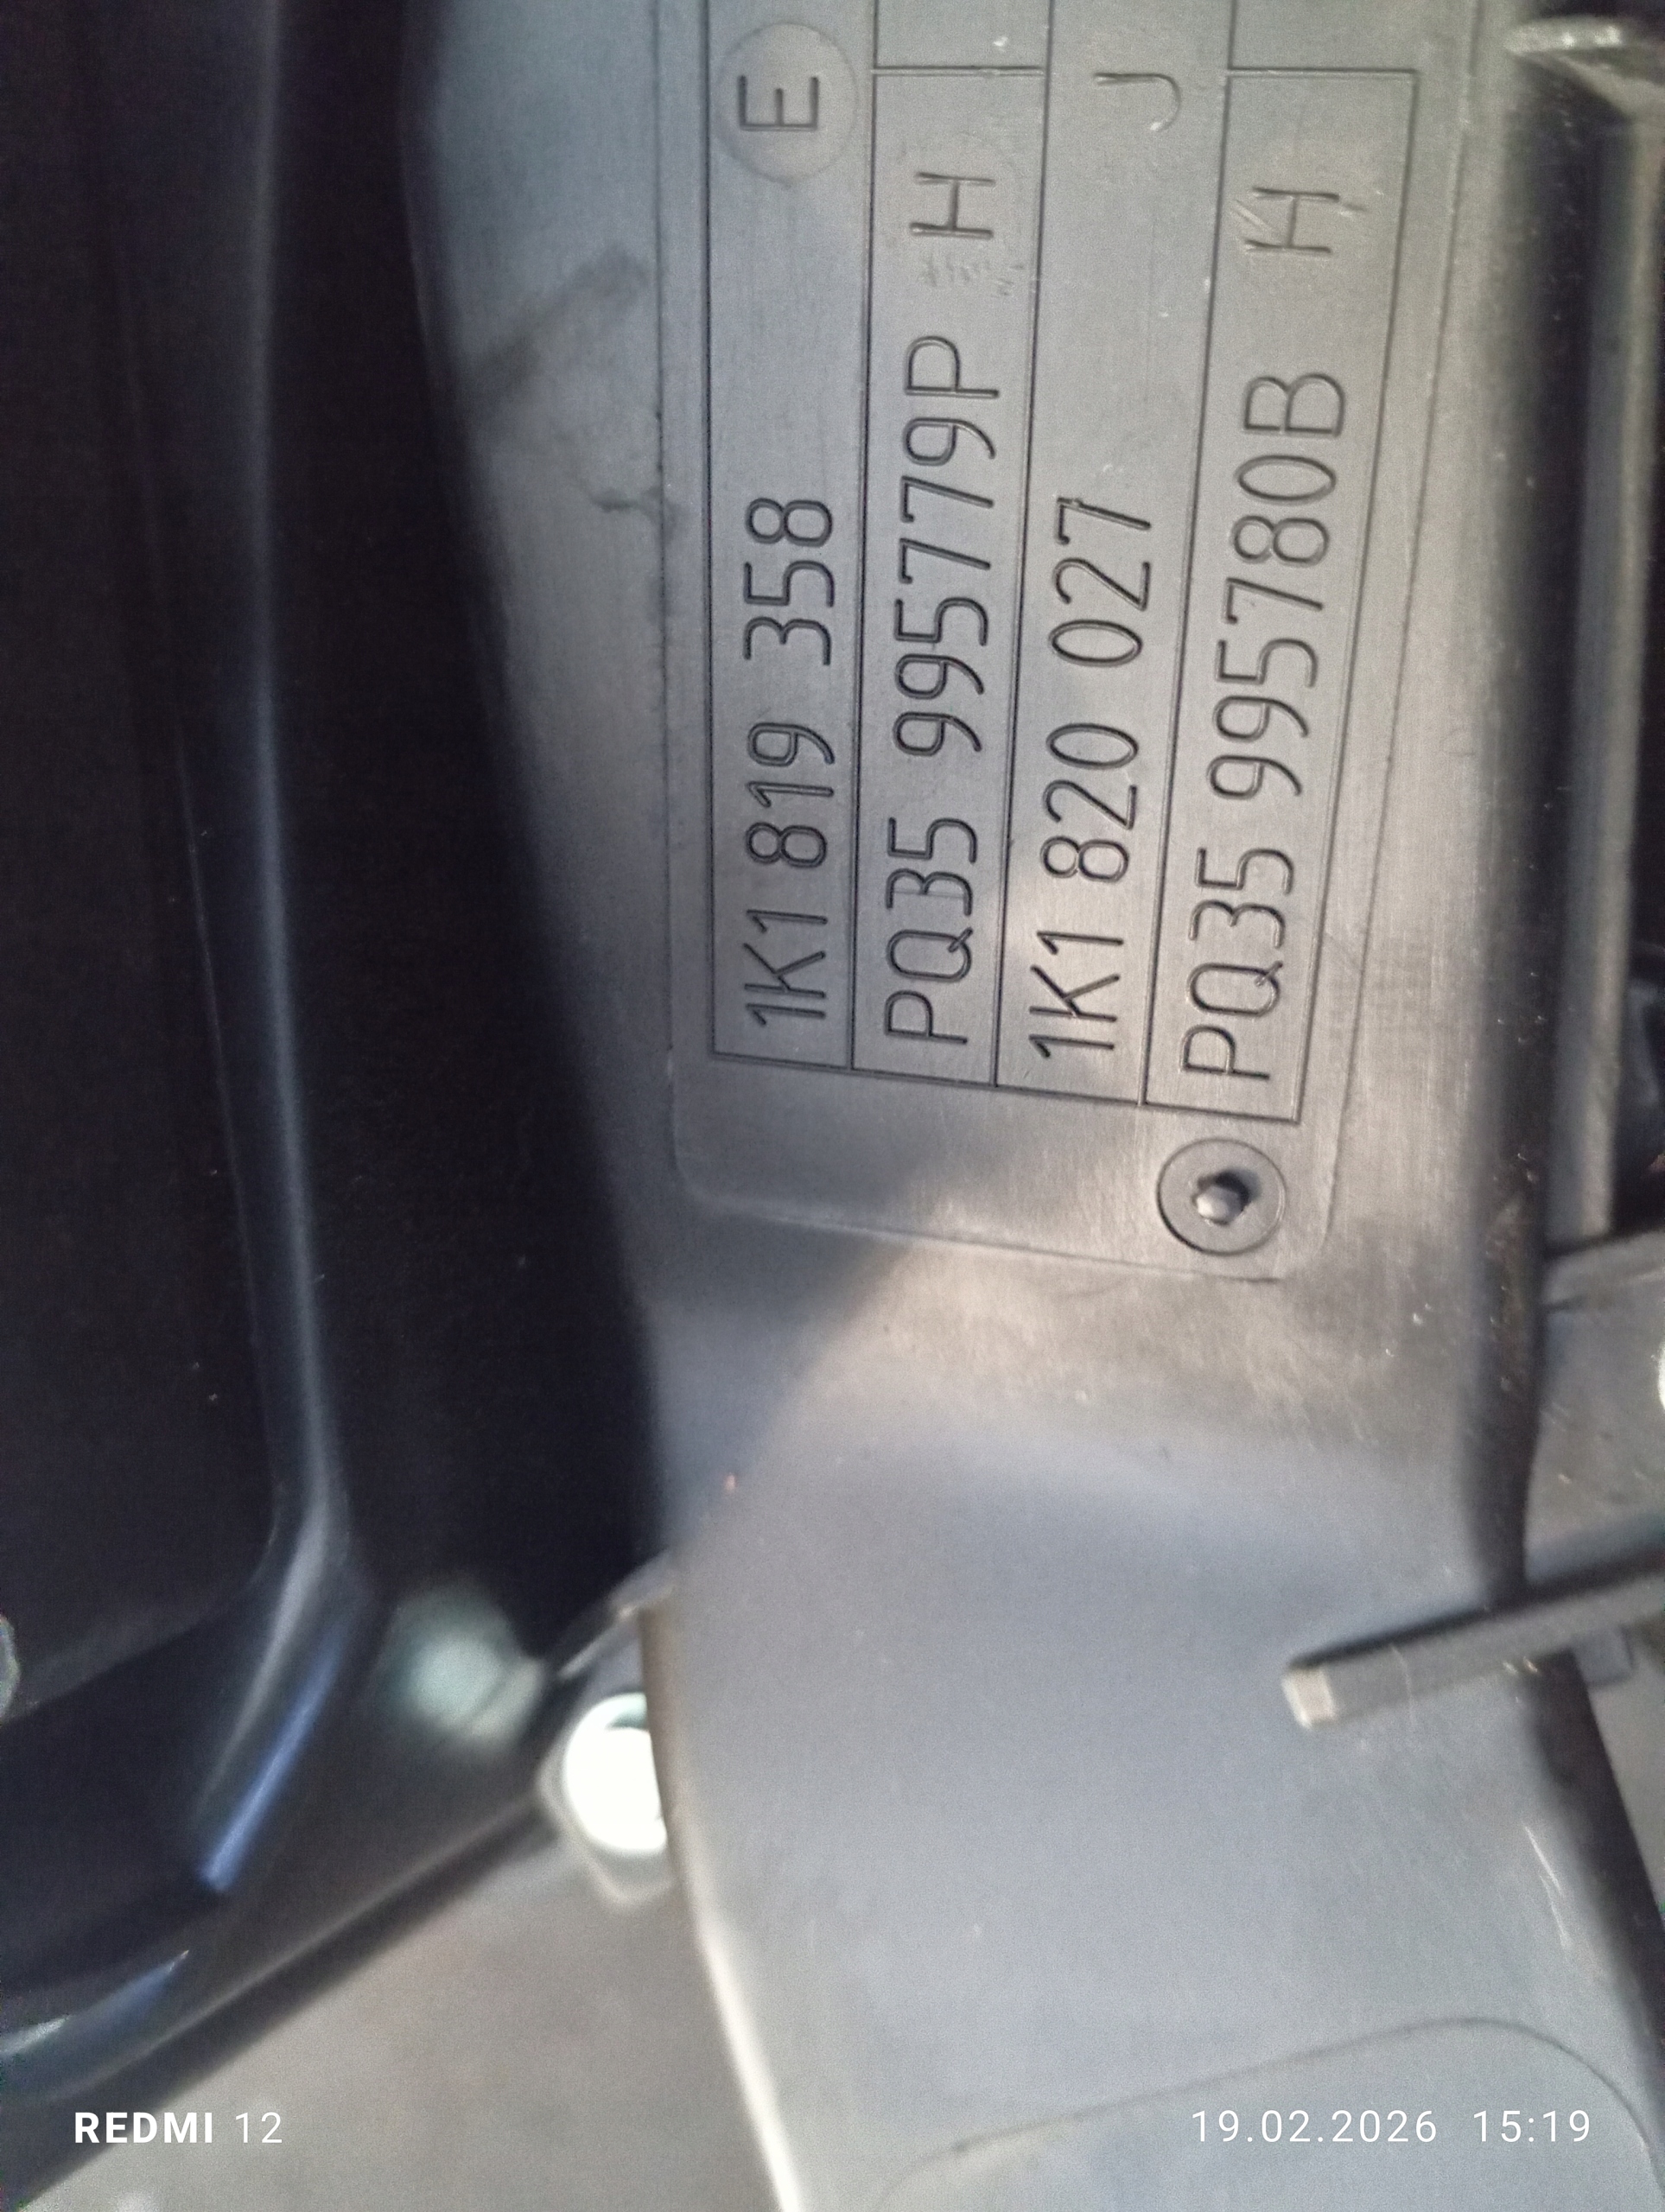 1K1 819 358 E
PQ35 995779P H
1K1 820 027 J
PQ35 995780B H
REDMI 12
19.02.2026 15:19